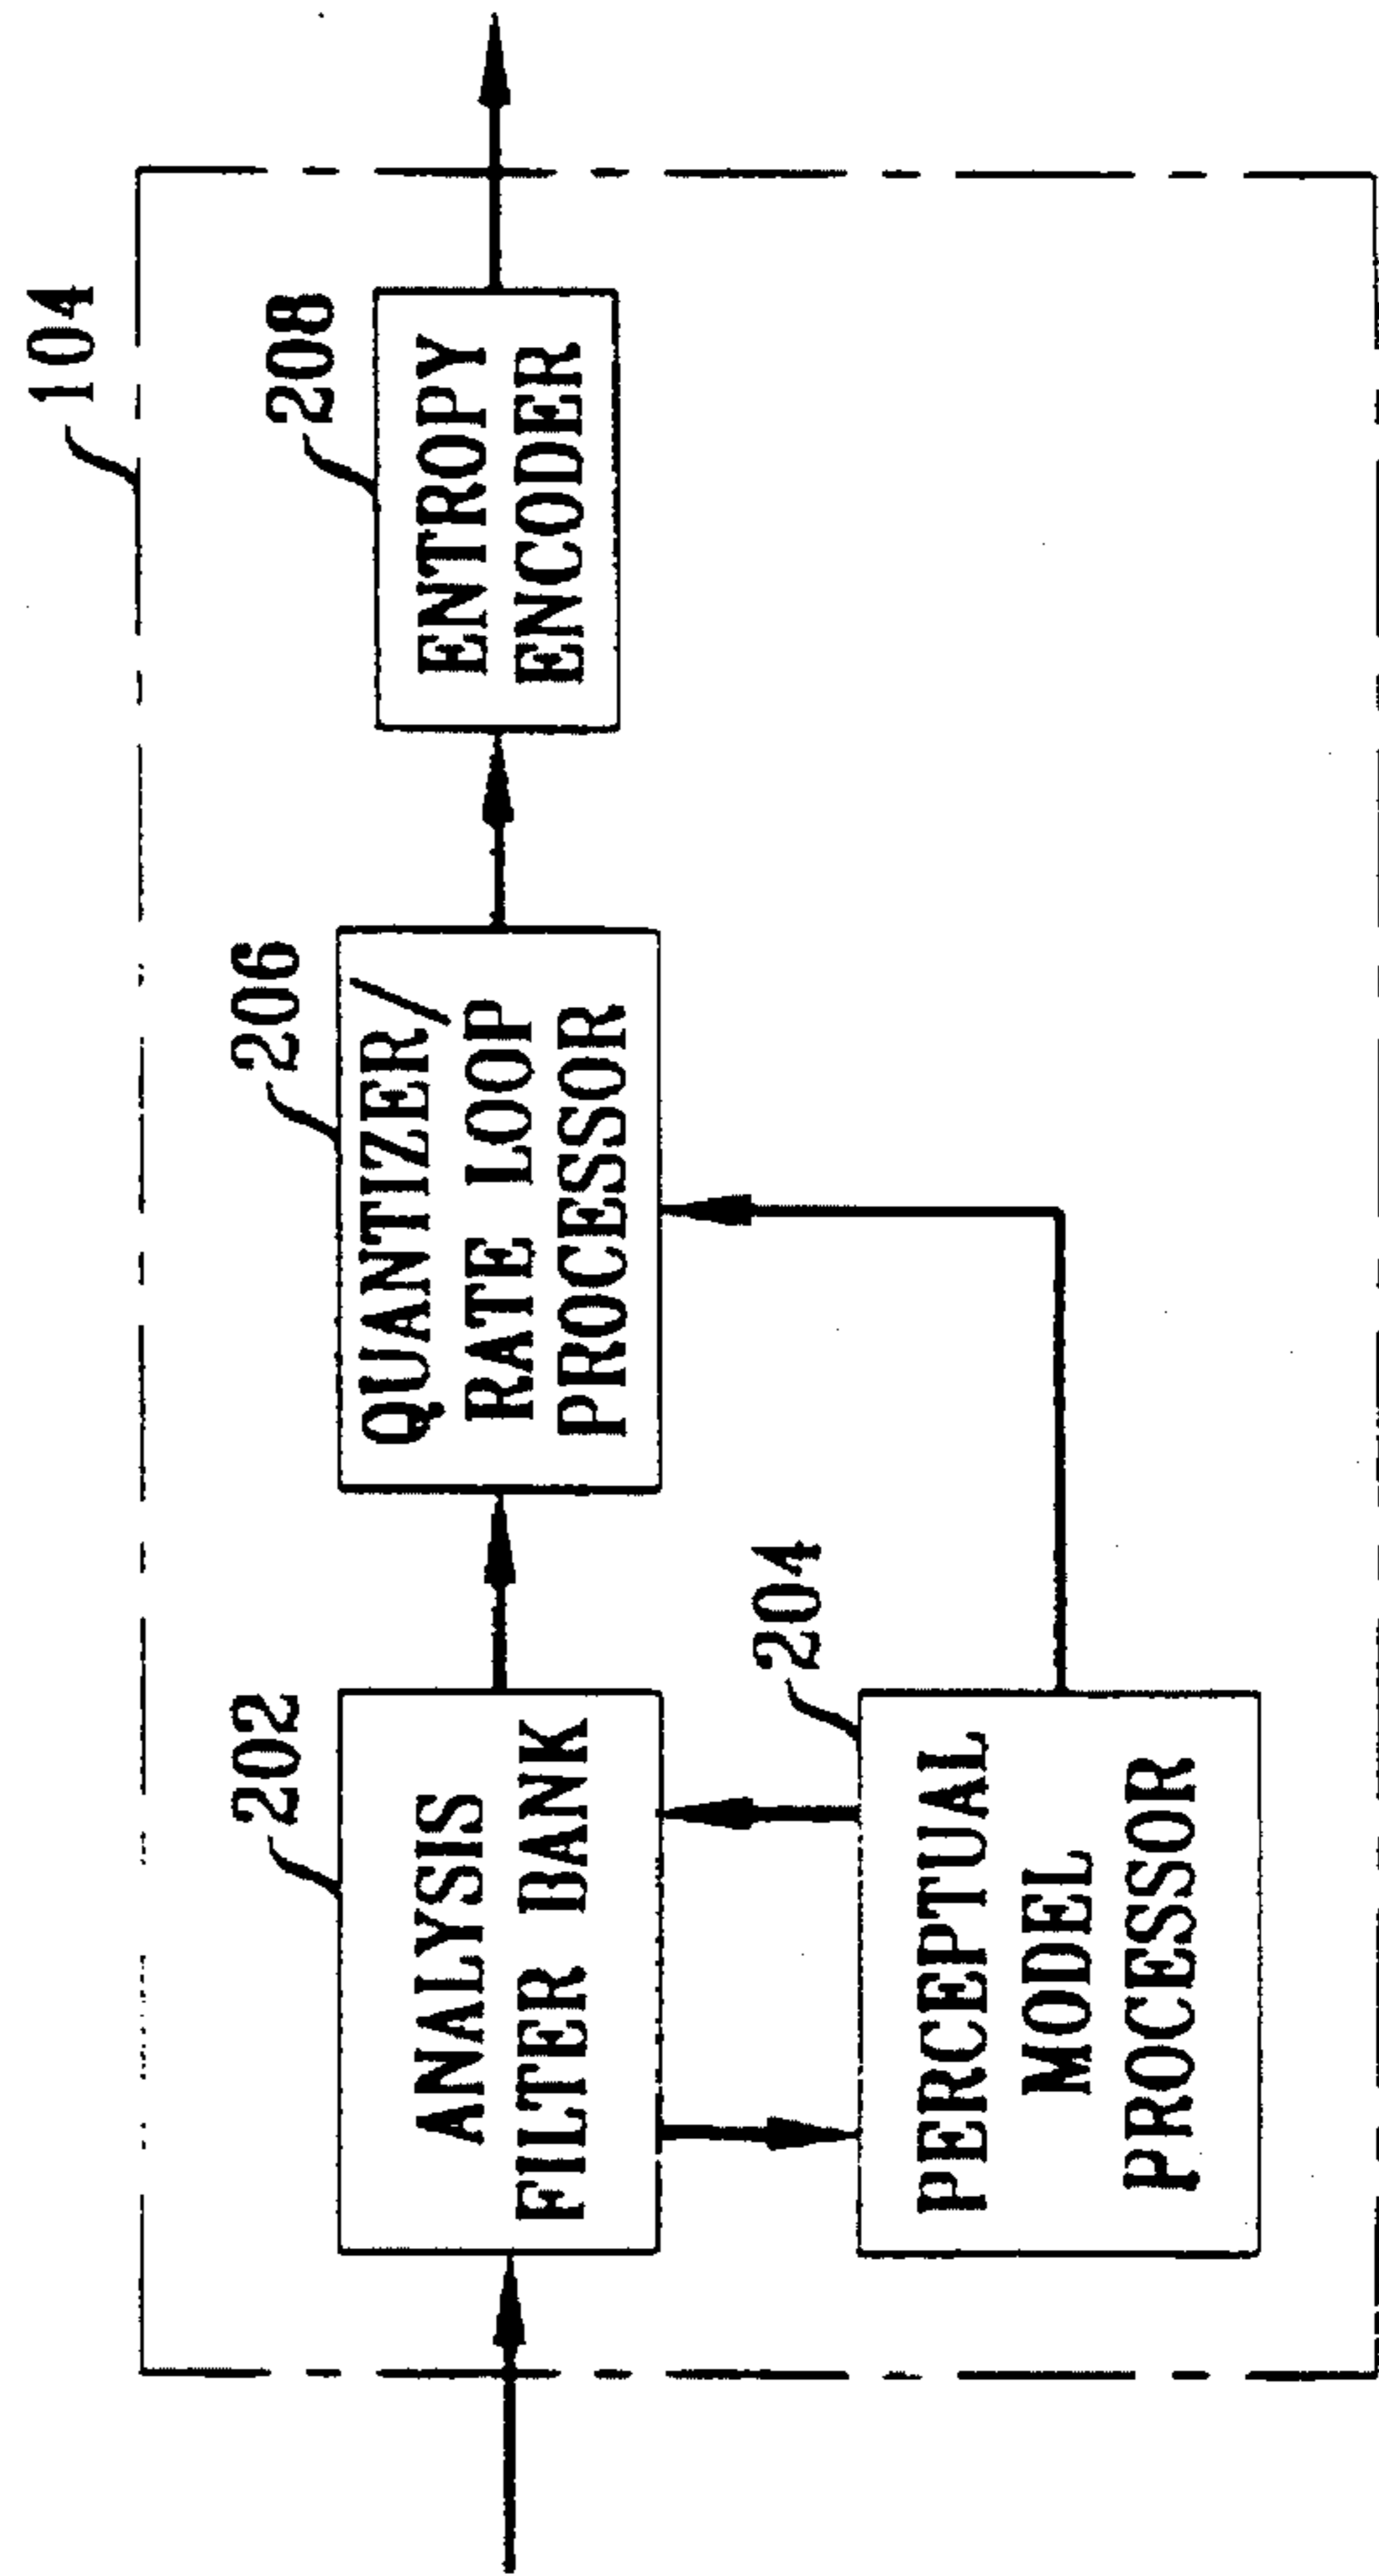 104
202
ANALYSIS
FILTER BANK
206
QUANTIZER/
RATE LOOP
PROCESSOR
208
ENTROPY
ENCODER
204
PERCEPTUAL
MODEL
PROCESSOR